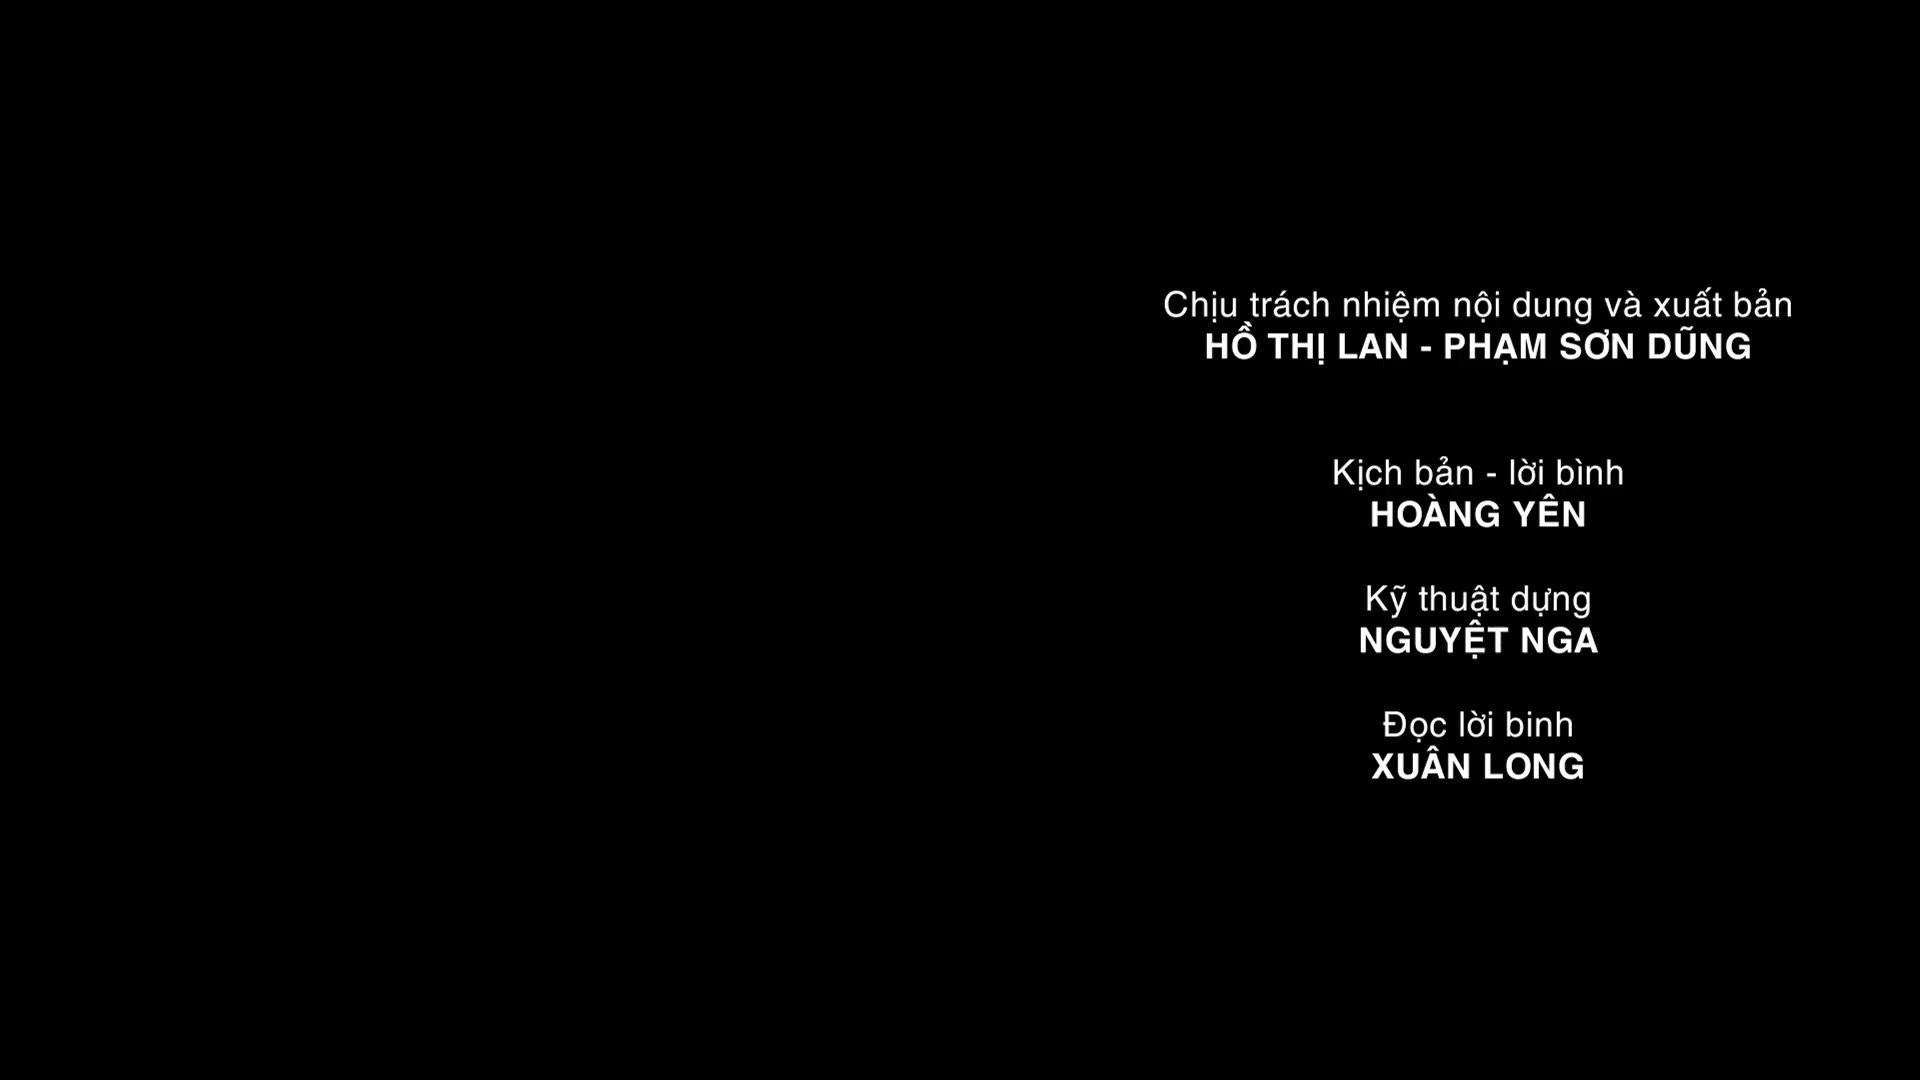 Chịu trách nhiệm nội dung và xuất bản
HỒ THỊ LAN - PHẠM SƠN DŨNG
Kịch bản - lời bình
HOÀNG YÊN
Kỹ thuật dựng
NGUYỆT NGA
Đọc lời binh
XUÂN LONG